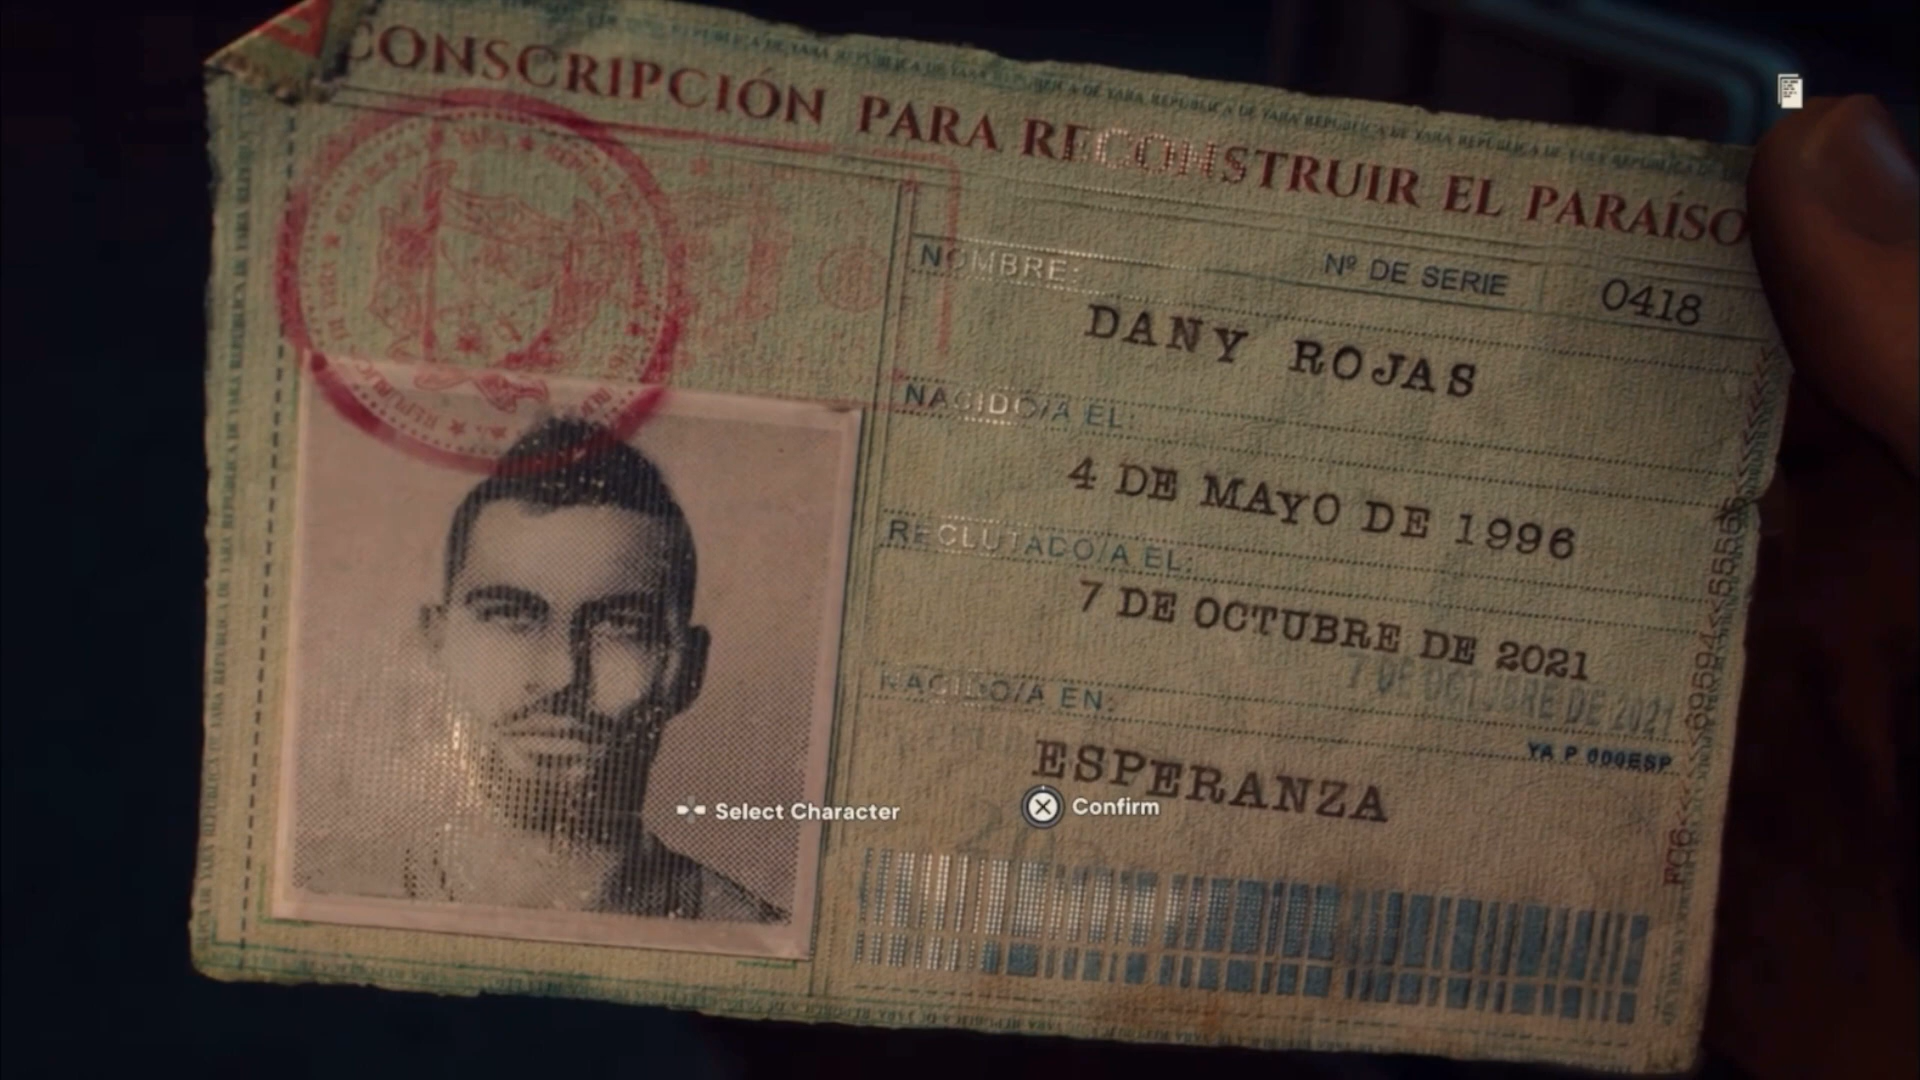 CONSCRIPCIÓN PARA RECONSTRUIR EL PARAÍSO
NOMBRE:
Nº DE SERIE
0418
DANY ROJAS
NACIDO/A EL:
4 DE MAYO DE 1996
RECLUTADO/A EL:
7 DE OCTUBRE DE 2021
7 DE OCTUBRE DE 2021
NACIDO/A EN:
YA P 000ESP
ESPERANZA
Select Character
Confirm